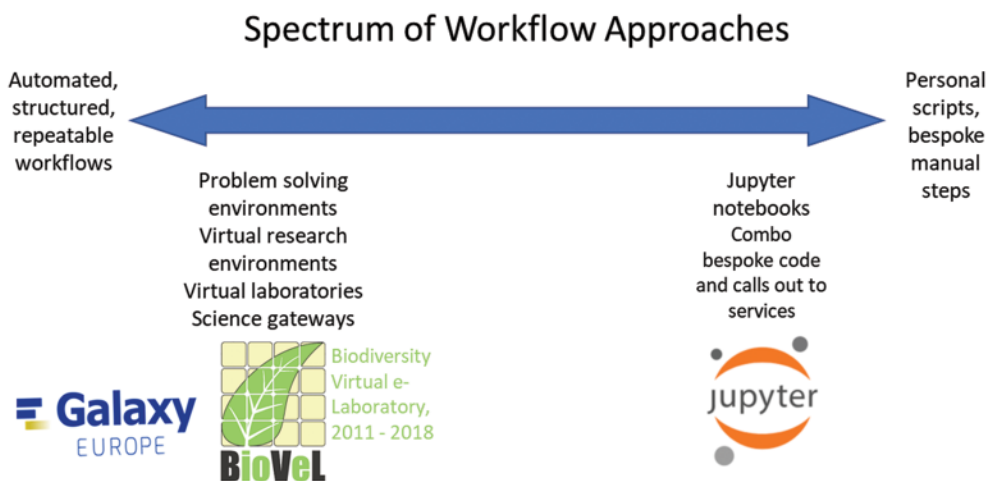 Spectrum of Workflow Approaches
Automated,
structured,
repeatable
workflows
Personal
scripts,
bespoke
manual
steps
Problem solving
environments
Virtual research
environments
Virtual laboratories
Science gateways
Jupyter
notebooks
Combo
bespoke code
and calls out to
services
Galaxy
EUROPE
Biodiversity
Virtual e-
Laboratory,
2011 - 2018
BioVeL
jupyter